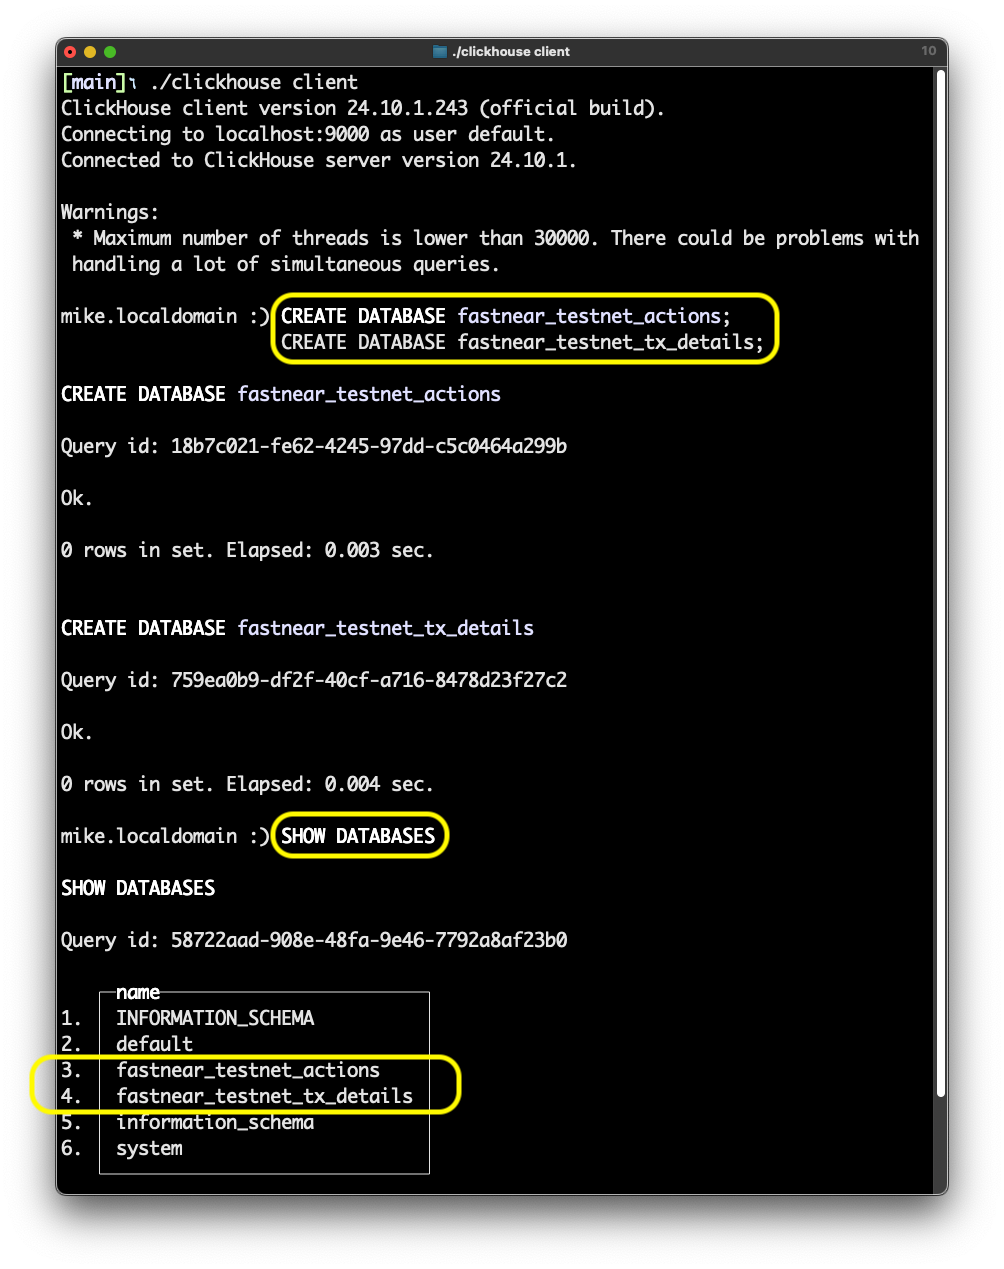 ./clickhouse client
10
[main] ./clickhouse client
ClickHouse client version 24.10.1.243 (official build).
Connecting to localhost:9000 as user default.
Connected to ClickHouse server version 24.10.1.
Warnings:
* Maximum number of threads is lower than 30000. There could be problems with
handling a lot of simultaneous queries.
mike.localdomain :) CREATE DATABASE fastnear_testnet_actions;
CREATE DATABASE fastnear_testnet_tx_details;
CREATE DATABASE fastnear_testnet_actions
Query id: 18b7c021-fe62-4245-97dd-c5c0464a299b
Ok.
0 rows in set. Elapsed: 0.003 sec.
CREATE DATABASE fastnear_testnet_tx_details
Query id: 759ea0b9-df2f-40cf-a716-8478d23f27c2
Ok.
0 rows in set. Elapsed: 0.004 sec.
mike.localdomain :) SHOW DATABASES
SHOW DATABASES
Query id: 58722aad-908e-48fa-9e46-7792a8af23b0
name
1. INFORMATION_SCHEMA
2. default
3. fastnear_testnet_actions
4. fastnear_testnet_tx_details
5. information_schema
6. system